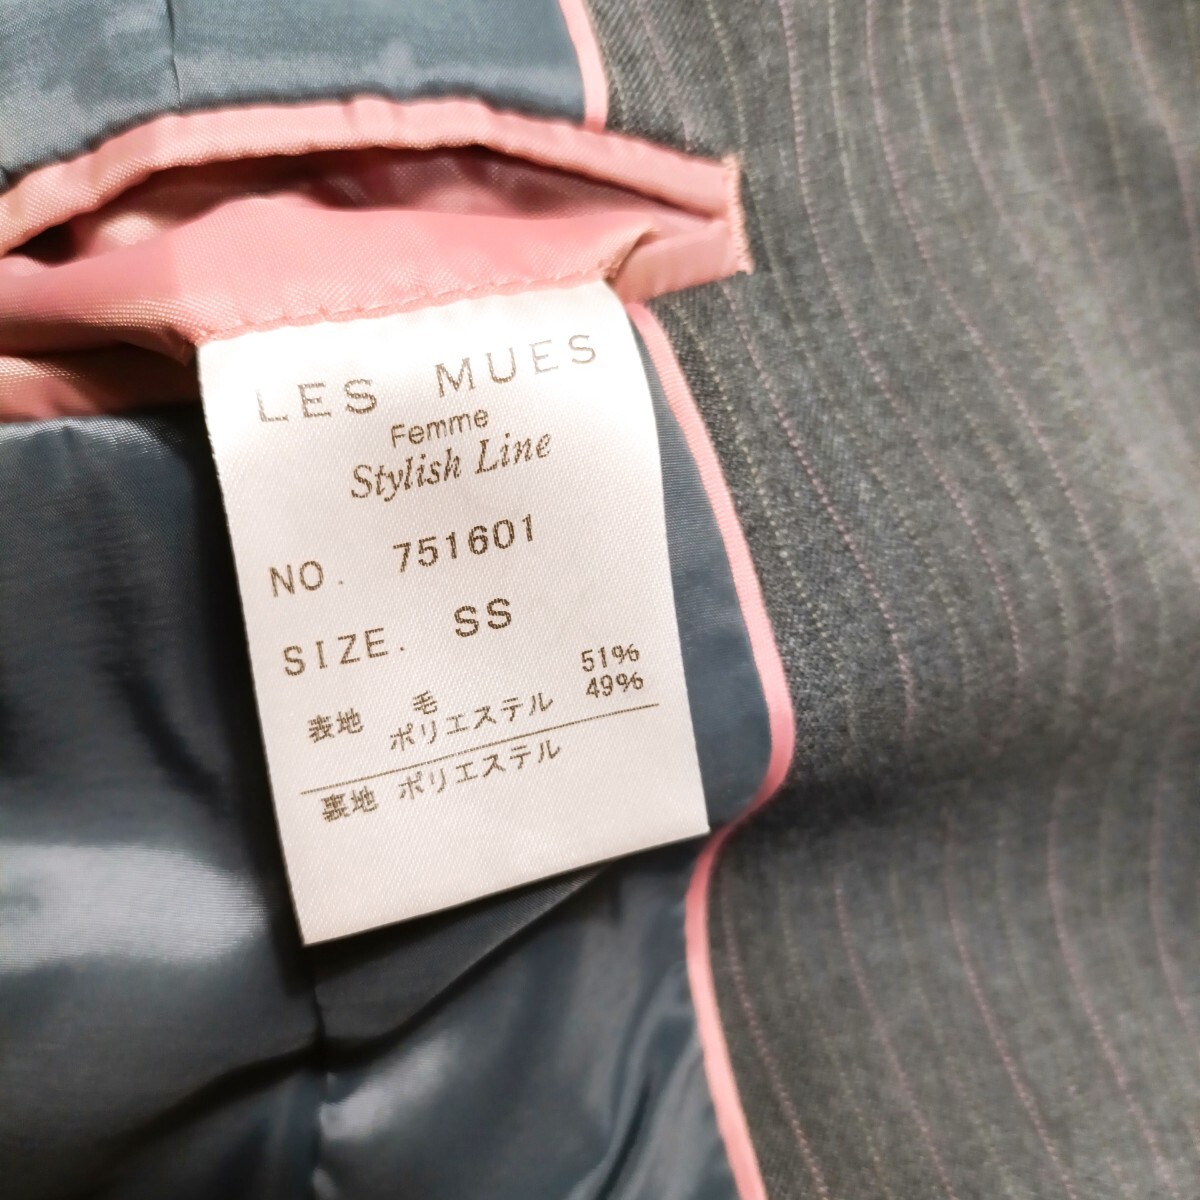 LES MUES
Femme
Stylish Line
NO. 751601
SIZE. SS
表地 毛 51%
ポリエステル 49%
裏地 ポリエステル